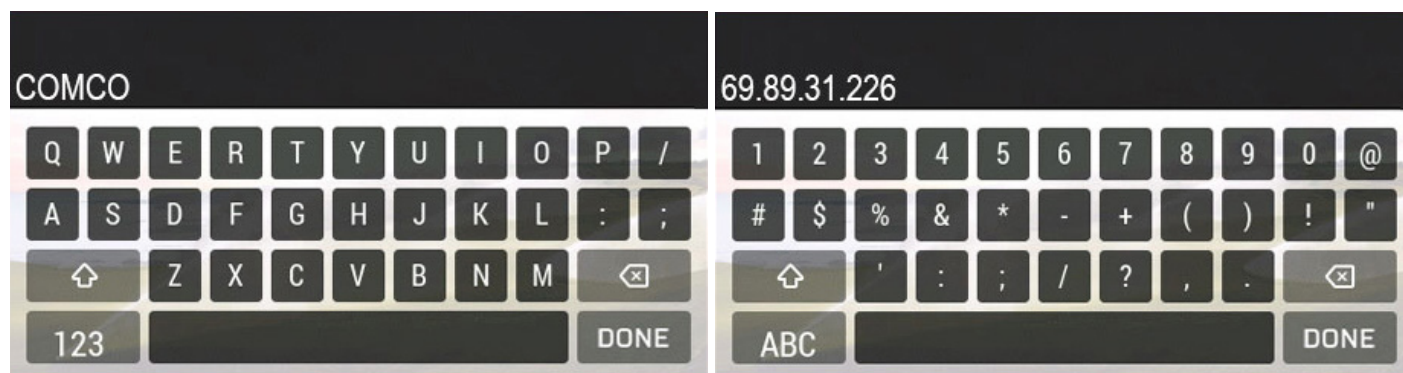 COMCO
Q W E R T Y U I O P /
A S D F G H J K L : ;
Z X C V B N M
123 DONE
69.89.31.226
1 2 3 4 5 6 7 8 9 0 @
# $ % & * - + ( ) ! "
' : ; / ? , .
ABC DONE